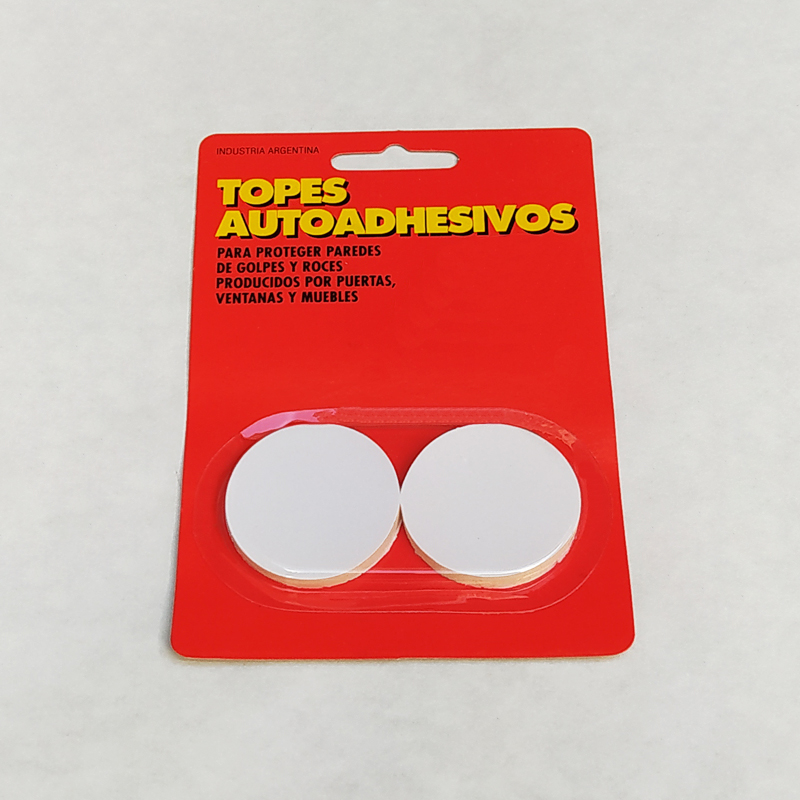 INDUSTRIA ARGENTINA
TOPES
AUTOADHESIVOS
PARA PROTEGER PAREDES
DE GOLPES Y ROCES
PRODUCIDOS POR PUERTAS,
VENTANAS Y MUEBLES